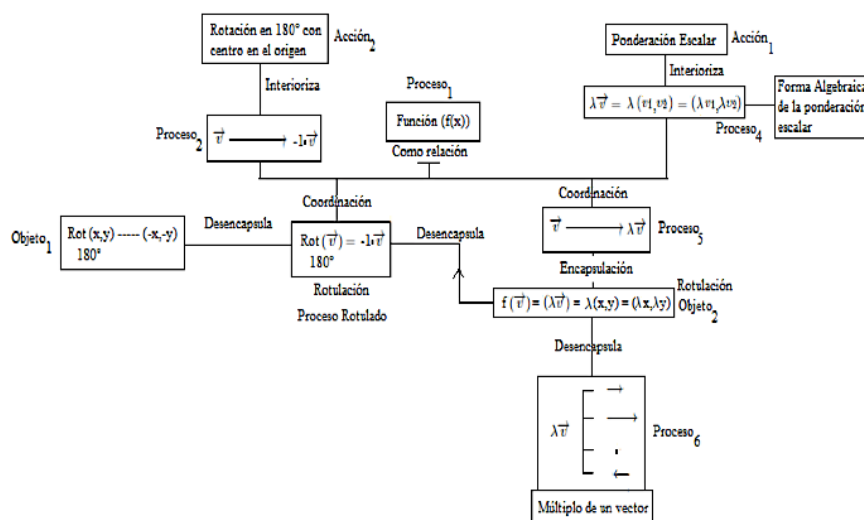 Rotación en 180° con
centro en el origen
Acción2
Ponderación Escalar
Acción1
Interioriza
Interioriza
Proceso1
Función (f(x))
Como relación
λv⃗ = λ(v1,v2) = (λv1,λv2)
Proceso4
Forma Algebraica
de la ponderación
escalar
Proceso2
v⃗ ⟶ -1·v⃗
Coordinación
Coordinación
Objeto1
Rot (x,y) ----- (-x,-y)
180°
Desencapsula
Rot (v⃗) = -1·v⃗
180°
Desencapsula
v⃗ ⟶ λv⃗
Proceso5
Encapsulación
Rotulación
Proceso Rotulado
f (v⃗) = (λv⃗) = λ(x,y) = (λx,λy)
Rotulación
Objeto2
Desencapsula
λv⃗
Proceso6
Múltiplo de un vector